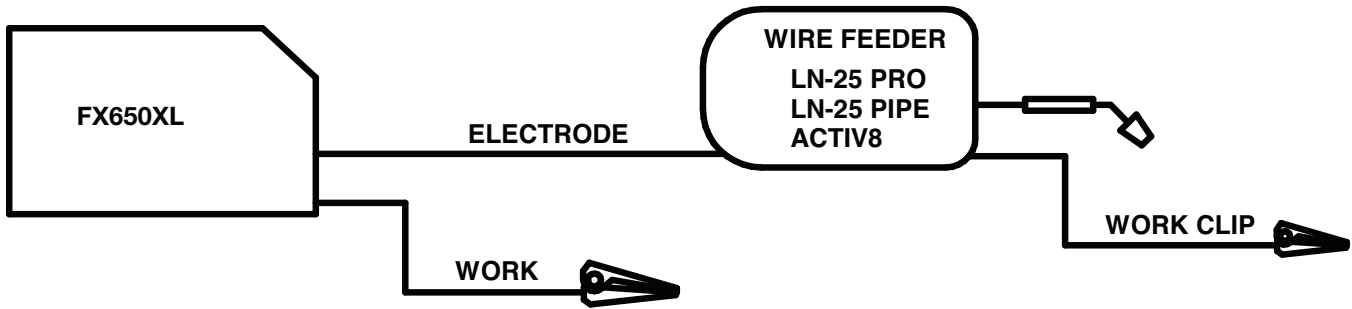 FX650XL
ELECTRODE
WORK
WIRE FEEDER
LN-25 PRO
LN-25 PIPE
ACTIV8
WORK CLIP